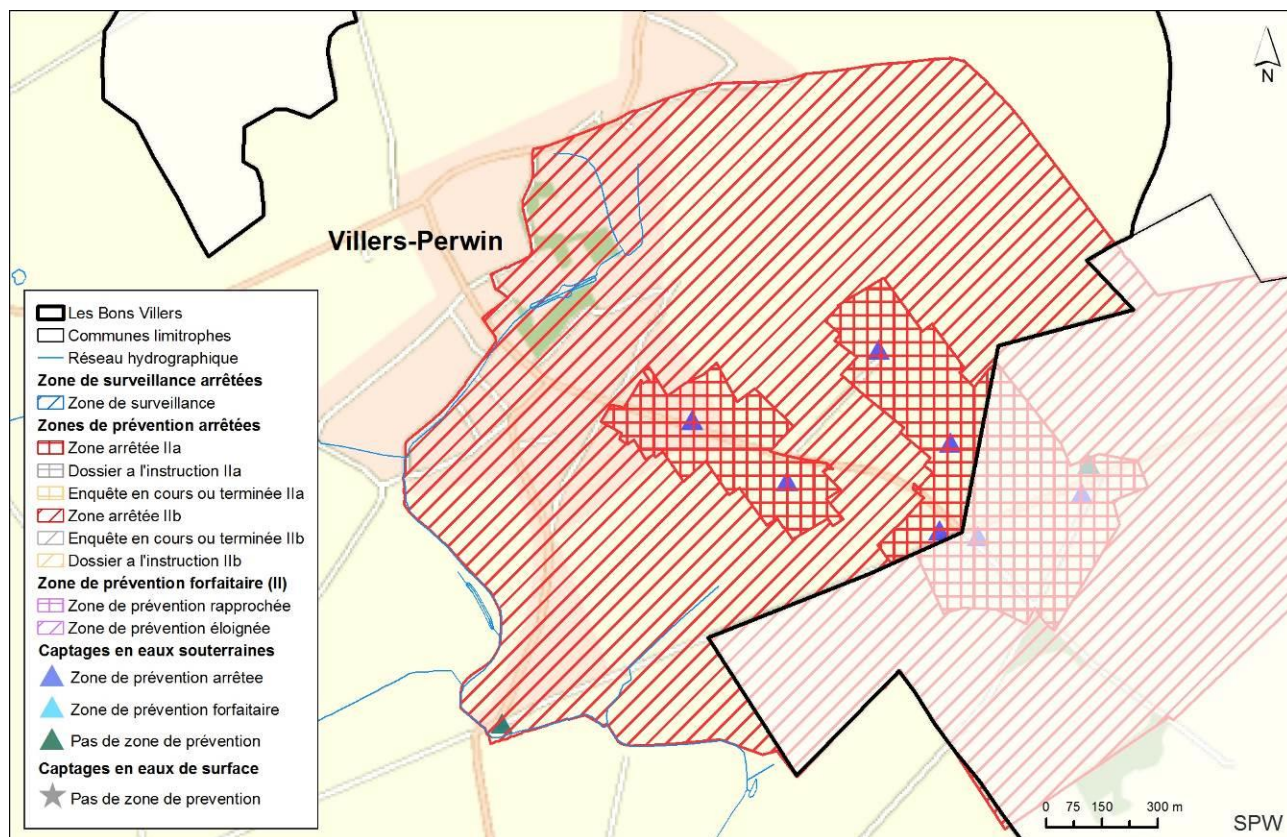 N
Villers-Perwin
Les Bons Villers
Communes limitrophes
Réseau hydrographique
Zone de surveillance arrêtées
Zone de surveillance
Zones de prévention arrêtées
Zone arrêtée IIa
Dossier a l'instruction IIa
Enquête en cours ou terminée IIa
Zone arrêtée IIb
Enquête en cours ou terminée IIb
Dossier à l'instruction IIb
Zone de prévention forfaitaire (II)
Zone de prévention rapprochée
Zone de prévention éloignée
Captages en eaux souterraines
Zone de prévention arrêtee
Zone de prévention forfaitaire
Pas de zone de prévention
Captages en eaux de surface
Pas de zone de prevention
0 75 150 300 m
SPW